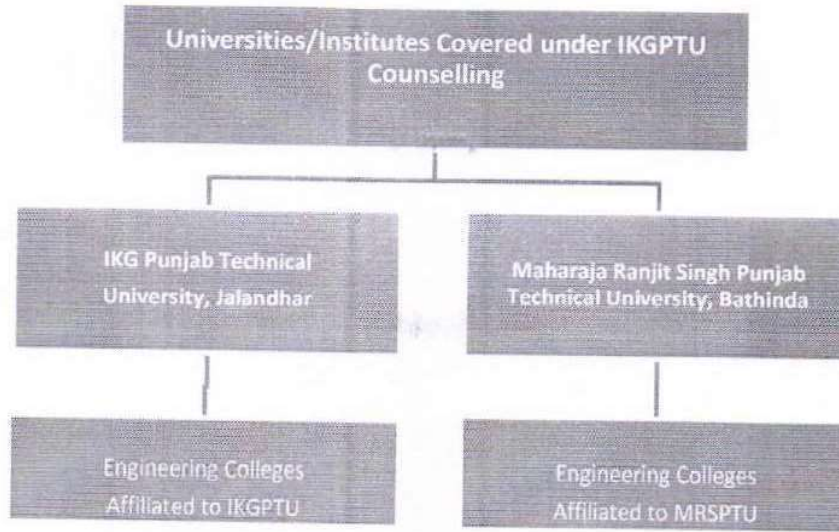 Universities/Institutes Covered under IKGPTU
Counselling
IKG Punjab Technical
University, Jalandhar
Maharaja Ranjit Singh Punjab
Technical University, Bathinda
Engineering Colleges
Affiliated to IKGPTU
Engineering Colleges
Affiliated to MRSPTU